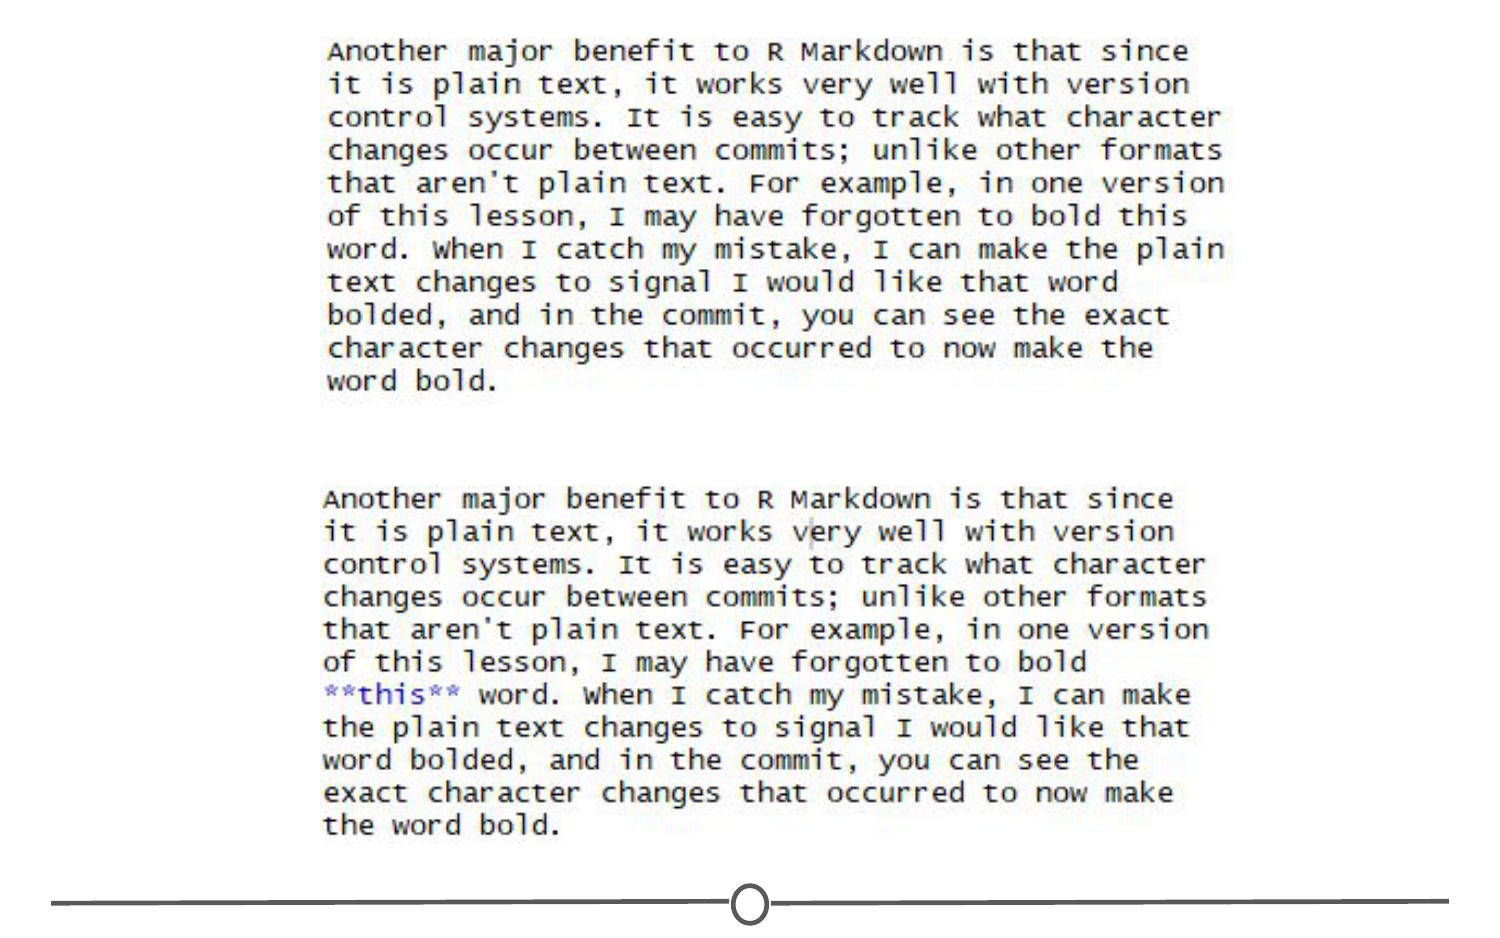 Another major benefit to R Markdown is that since
it is plain text, it works very well with version
control systems. It is easy to track what character
changes occur between commits; unlike other formats
that aren't plain text. For example, in one version
of this lesson, I may have forgotten to bold this
word. When I catch my mistake, I can make the plain
text changes to signal I would like that word
bolded, and in the commit, you can see the exact
character changes that occurred to now make the
word bold.
Another major benefit to R Markdown is that since
it is plain text, it works very well with version
control systems. It is easy to track what character
changes occur between commits; unlike other formats
that aren't plain text. For example, in one version
of this lesson, I may have forgotten to bold
**this** word. When I catch my mistake, I can make
the plain text changes to signal I would like that
word bolded, and in the commit, you can see the
exact character changes that occurred to now make
the word bold.